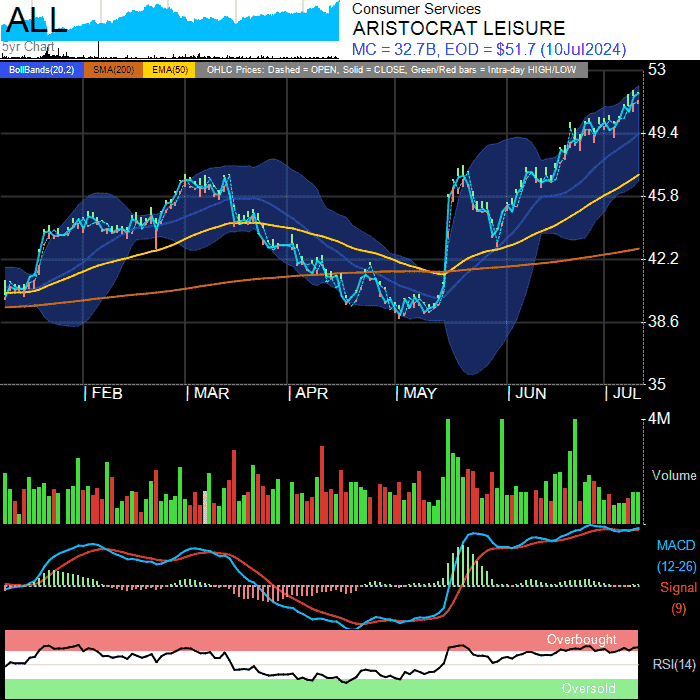 ALL
5yr Chart
Consumer Services
ARISTOCRAT LEISURE
MC = 32.7B, EOD = $51.7 (10Jul2024)
BollBands(20,2) SMA(200) EMA(50) OHLC Prices: Dashed = OPEN, Solid = CLOSE, Green/Red bars = Intra-day HIGH/LOW
53
49.4
45.8
42.2
38.6
35
| FEB | MAR | APR | MAY | JUN | JUL
4M
Volume
MACD
(12-26)
Signal
(9)
Overbought
RSI(14)
Oversold